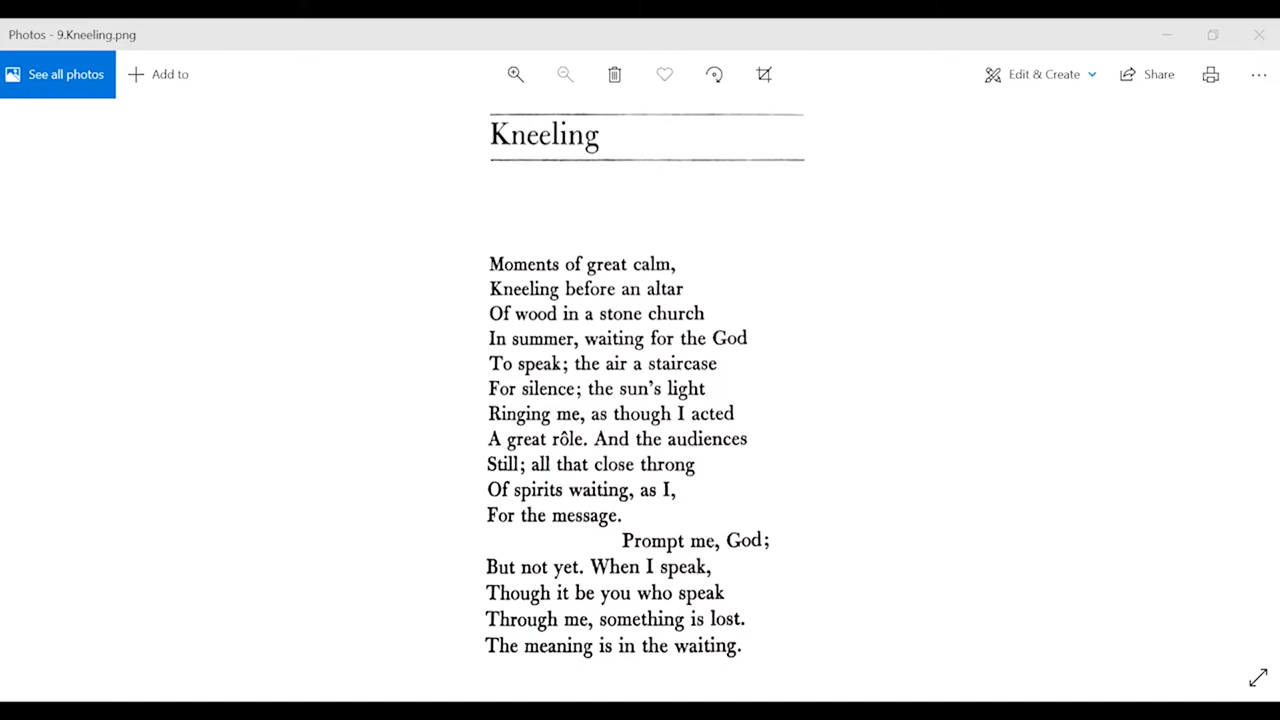 Photos - 9.Kneeling.png
See all photos
Add to
Edit & Create
Share
Kneeling
Moments of great calm,
Kneeling before an altar
Of wood in a stone church
In summer, waiting for the God
To speak; the air a staircase
For silence; the sun's light
Ringing me, as though I acted
A great rôle. And the audiences
Still; all that close throng
Of spirits waiting, as I,
For the message.
Prompt me, God;
But not yet. When I speak,
Though it be you who speak
Through me, something is lost.
The meaning is in the waiting.